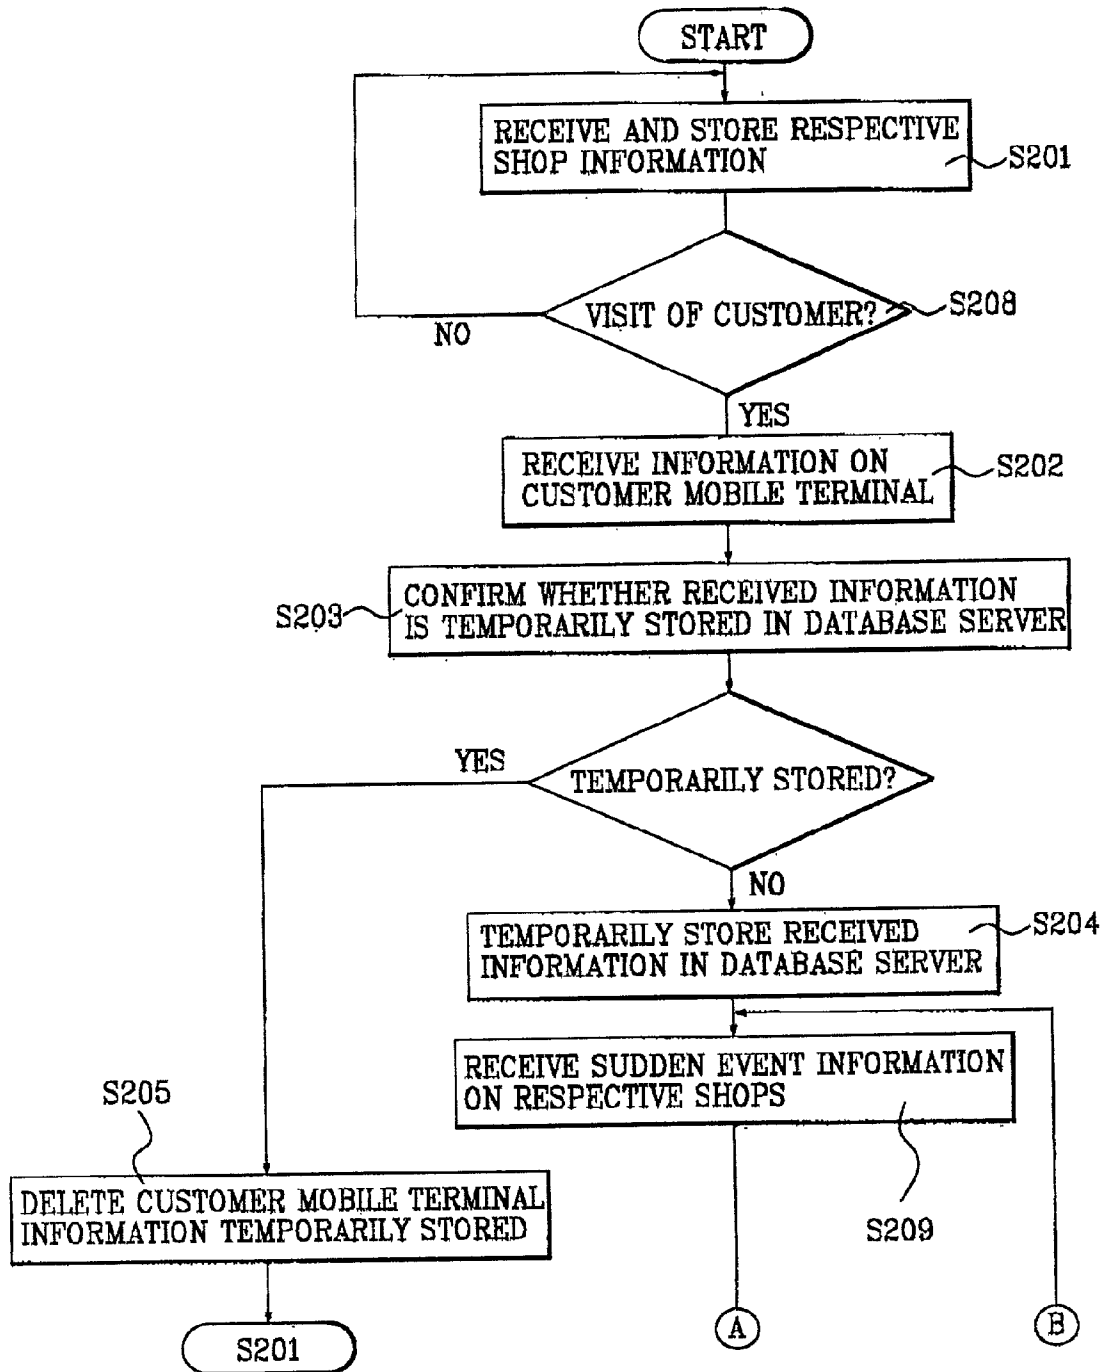 START
RECEIVE AND STORE RESPECTIVE
SHOP INFORMATION
S201
VISIT OF CUSTOMER?
S208
NO
YES
RECEIVE INFORMATION ON
CUSTOMER MOBILE TERMINAL
S202
S203
CONFIRM WHETHER RECEIVED INFORMATION
IS TEMPORARILY STORED IN DATABASE SERVER
YES
TEMPORARILY STORED?
NO
TEMPORARILY STORE RECEIVED
INFORMATION IN DATABASE SERVER
S204
RECEIVE SUDDEN EVENT INFORMATION
ON RESPECTIVE SHOPS
S205
DELETE CUSTOMER MOBILE TERMINAL
INFORMATION TEMPORARILY STORED
S209
S201
A
B